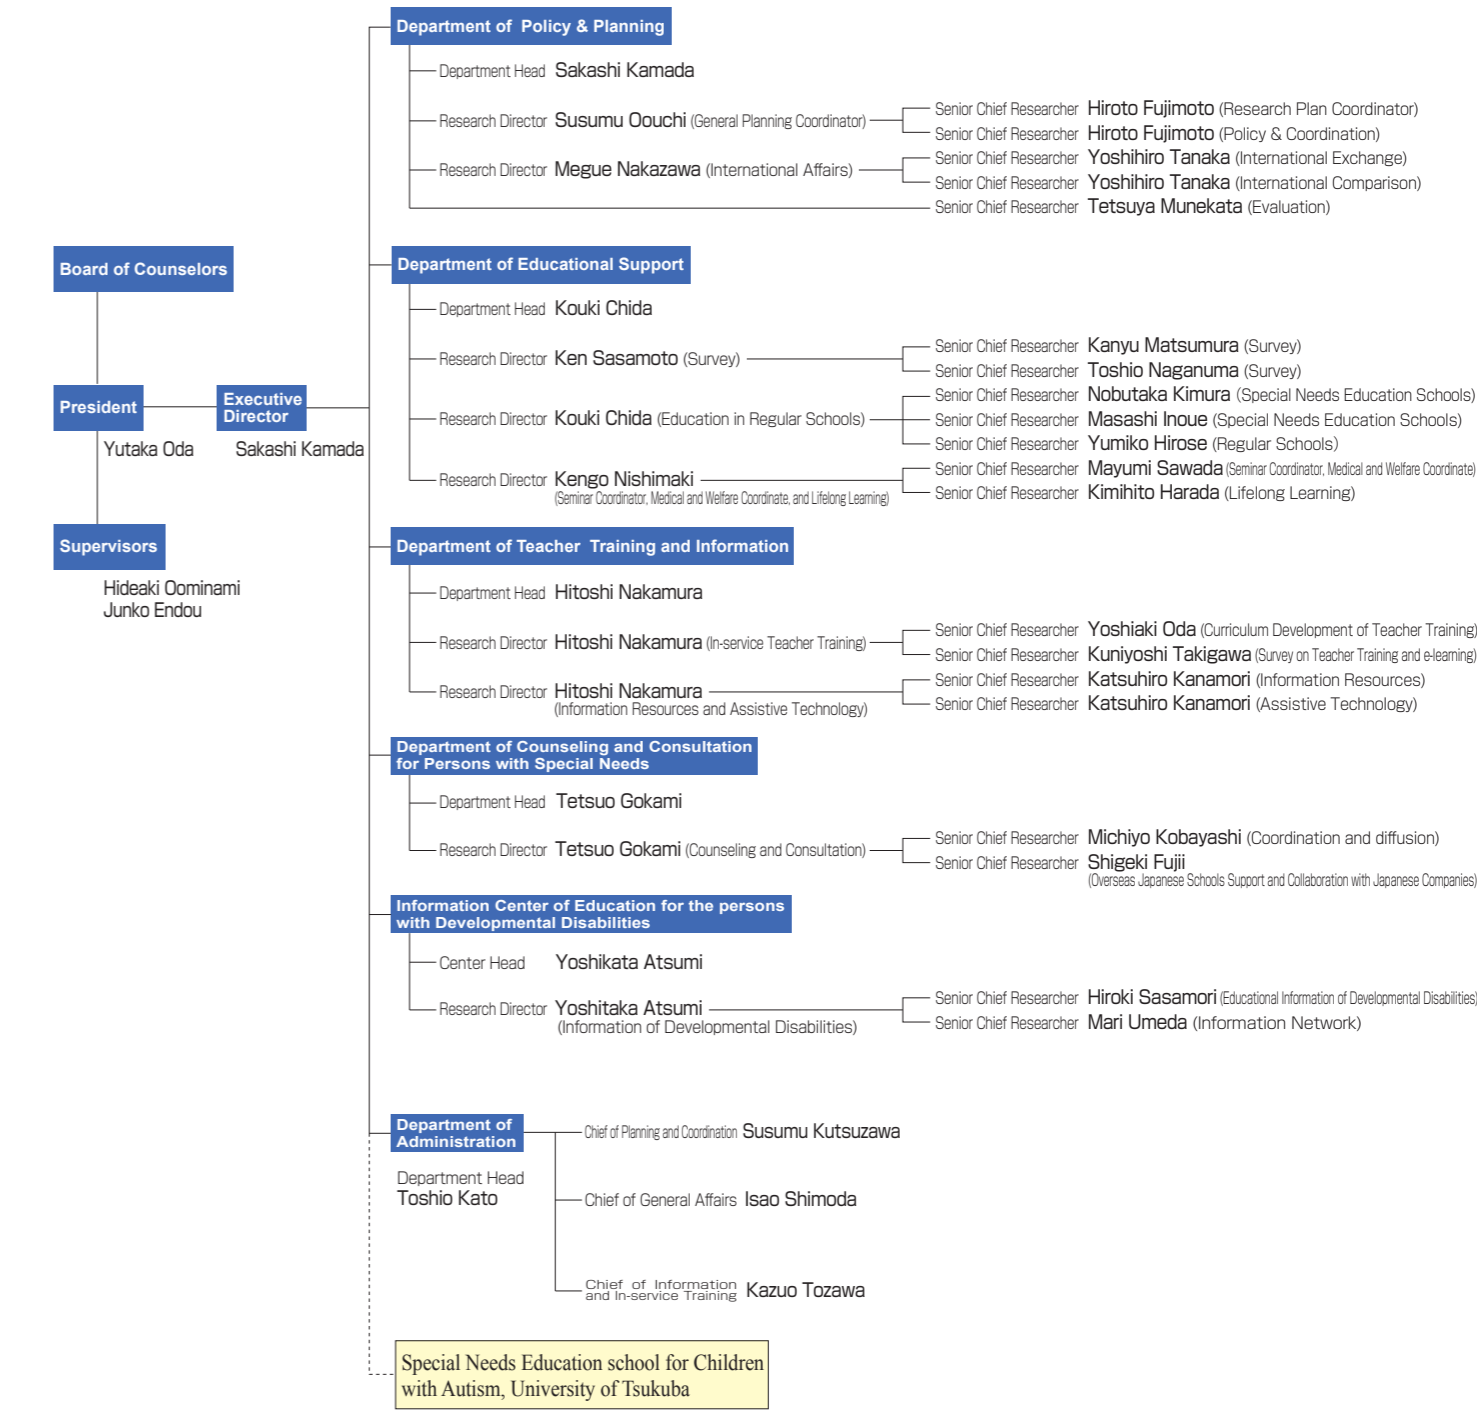 Department of Policy & Planning
Department Head Sakashi Kamada
Research Director Susumu Oouchi (General Planning Coordinator)
Senior Chief Researcher Hiroto Fujimoto (Research Plan Coordinator)
Senior Chief Researcher Hiroto Fujimoto (Policy & Coordination)
Research Director Megue Nakazawa (International Affairs)
Senior Chief Researcher Yoshihiro Tanaka (International Exchange)
Senior Chief Researcher Yoshihiro Tanaka (International Comparison)
Senior Chief Researcher Tetsuya Munekata (Evaluation)
Board of Counselors
President
Yutaka Oda
Executive
Director
Sakashi Kamada
Supervisors
Hideaki Oominami
Junko Endou
Department of Educational Support
Department Head Kouki Chida
Research Director Ken Sasamoto (Survey)
Senior Chief Researcher Kanyu Matsumura (Survey)
Senior Chief Researcher Toshio Naganuma (Survey)
Research Director Kouki Chida (Education in Regular Schools)
Senior Chief Researcher Nobutaka Kimura (Special Needs Education Schools)
Senior Chief Researcher Masashi Inoue (Special Needs Education Schools)
Senior Chief Researcher Yumiko Hirose (Regular Schools)
Research Director Kengo Nishimaki
(Seminar Coordinator, Medical and Welfare Coordinate, and Lifelong Learning)
Senior Chief Researcher Mayumi Sawada (Seminar Coordinator, Medical and Welfare Coordinate)
Senior Chief Researcher Kimihito Harada (Lifelong Learning)
Department of Teacher Training and Information
Department Head Hitoshi Nakamura
Research Director Hitoshi Nakamura (In-service Teacher Training)
Senior Chief Researcher Yoshiaki Oda (Curriculum Development of Teacher Training)
Senior Chief Researcher Kuniyoshi Takigawa (Survey on Teacher Training and e-learning)
Research Director Hitoshi Nakamura
(Information Resources and Assistive Technology)
Senior Chief Researcher Katsuhiro Kanamori (Information Resources)
Senior Chief Researcher Katsuhiro Kanamori (Assistive Technology)
Department of Counseling and Consultation
for Persons with Special Needs
Department Head Tetsuo Gokami
Research Director Tetsuo Gokami (Counseling and Consultation)
Senior Chief Researcher Michiyo Kobayashi (Coordination and diffusion)
Senior Chief Researcher Shigeki Fujii
(Overseas Japanese Schools Support and Collaboration with Japanese Companies)
Information Center of Education for the persons
with Developmental Disabilities
Center Head Yoshikata Atsumi
Research Director Yoshitaka Atsumi
(Information of Developmental Disabilities)
Senior Chief Researcher Hiroki Sasamori (Educational Information of Developmental Disabilities)
Senior Chief Researcher Mari Umeda (Information Network)
Department of
Administration
Department Head
Toshio Kato
Chief of Planning and Coordination Susumu Kutsuzawa
Chief of General Affairs Isao Shimoda
Chief of Information
and In-service Training Kazuo Tozawa
Special Needs Education school for Children
with Autism, University of Tsukuba